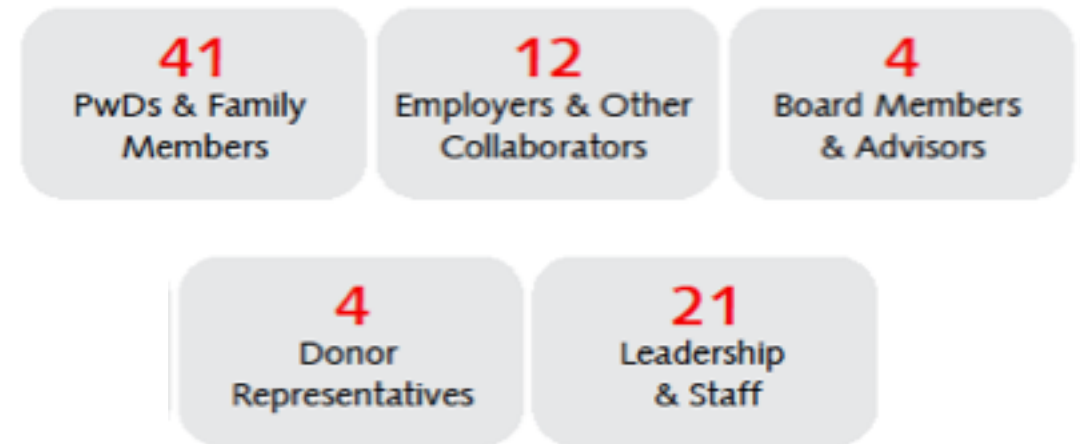 41
PwDs & Family
Members
12
Employers & Other
Collaborators
4
Board Members
& Advisors
4
Donor
Representatives
21
Leadership
& Staff